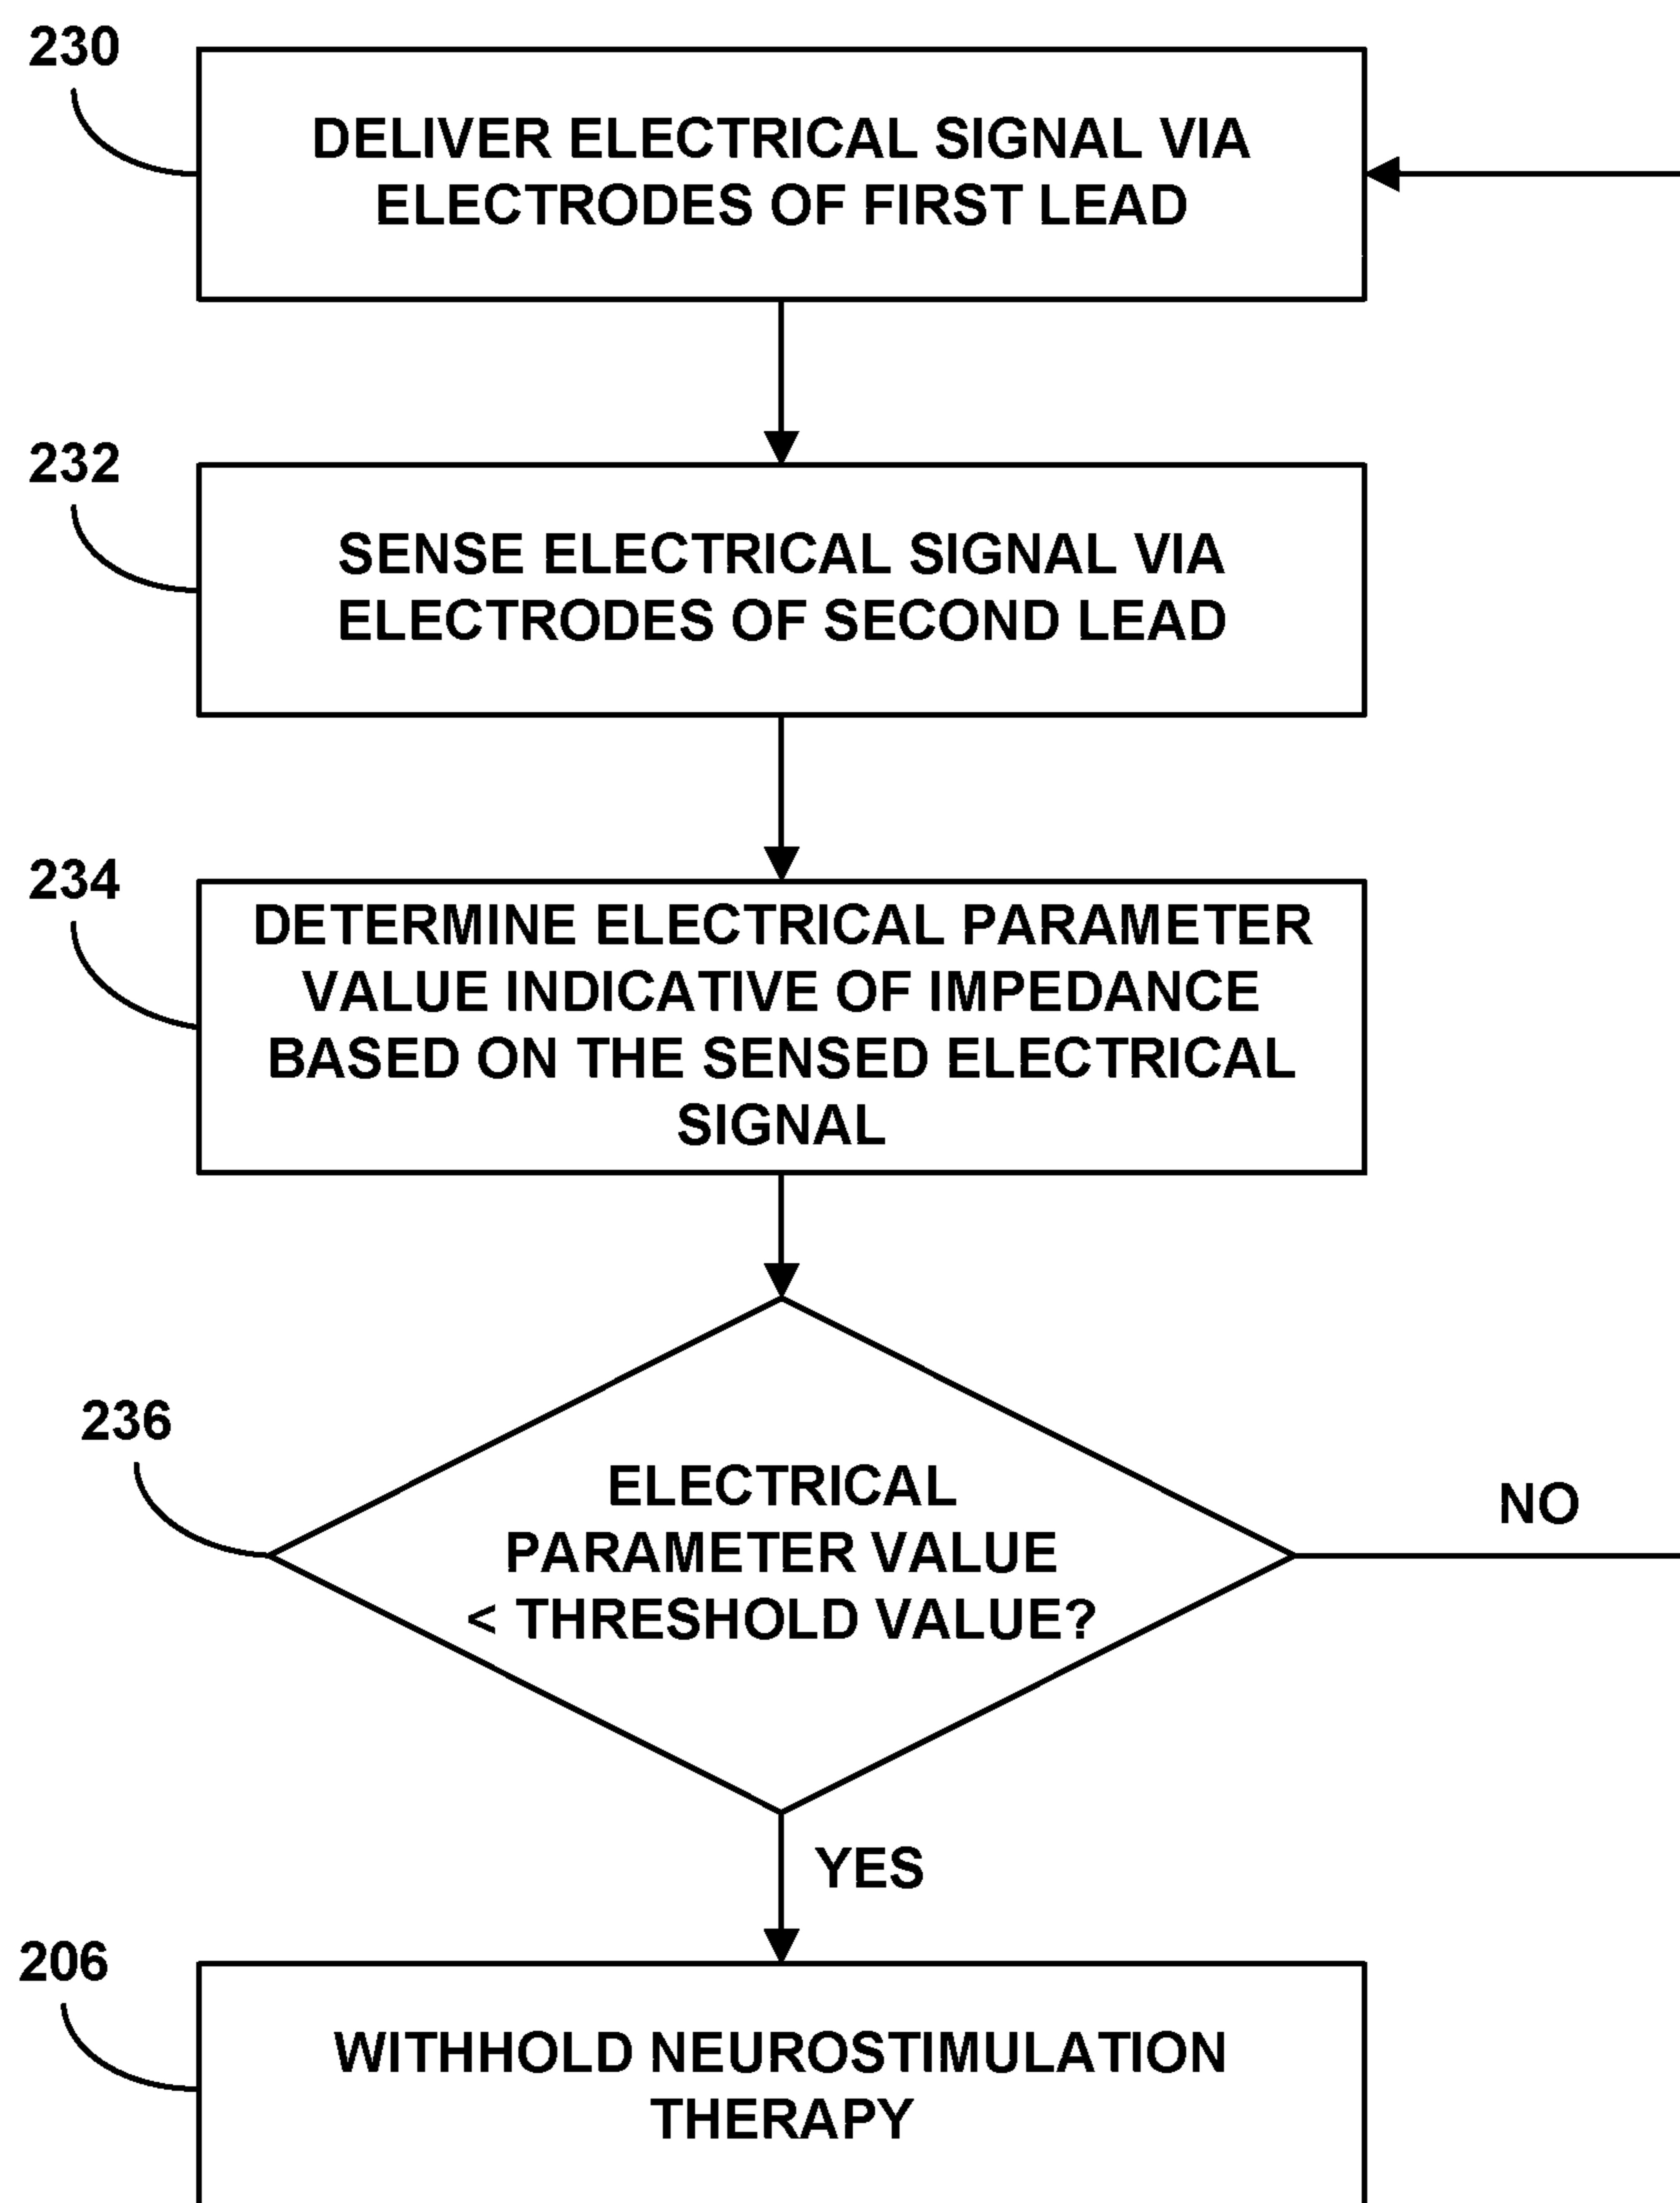 230
DELIVER ELECTRICAL SIGNAL VIA
ELECTRODES OF FIRST LEAD
232
SENSE ELECTRICAL SIGNAL VIA
ELECTRODES OF SECOND LEAD
234
DETERMINE ELECTRICAL PARAMETER
VALUE INDICATIVE OF IMPEDANCE
BASED ON THE SENSED ELECTRICAL
SIGNAL
236
ELECTRICAL
PARAMETER VALUE
< THRESHOLD VALUE?
NO
YES
206
WITHHOLD NEUROSTIMULATION
THERAPY